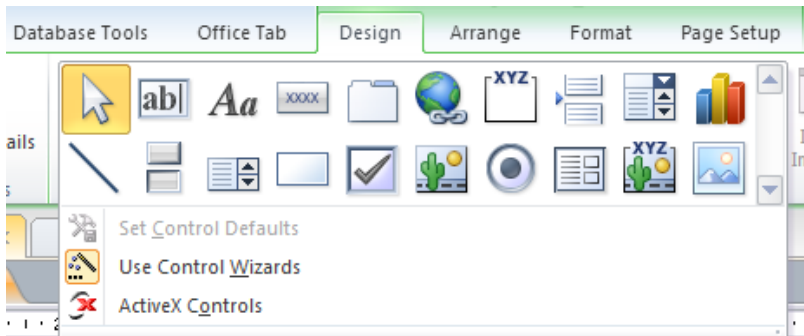 Database Tools Office Tab Design Arrange Format Page Setup
ab Aa XXXX XYZ
ails
XYZ
Set Control Defaults
Use Control Wizards
ActiveX Controls